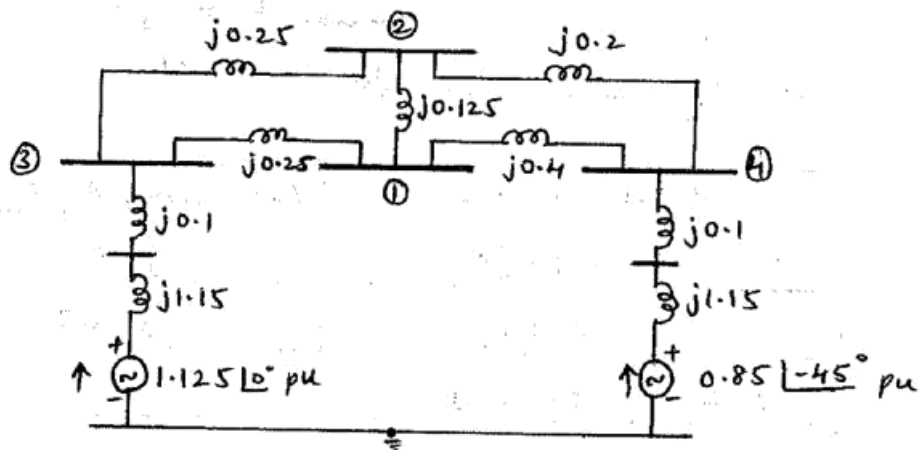 ②
j0.25
j0.2
j0.125
③
j0.25
①
j0.4
④
j0.1
j0.1
j1.15
j1.15
+
+
↑ ~ 1.125 ∠0° pu
↑ ~ 0.85 ∠-45° pu
-
-